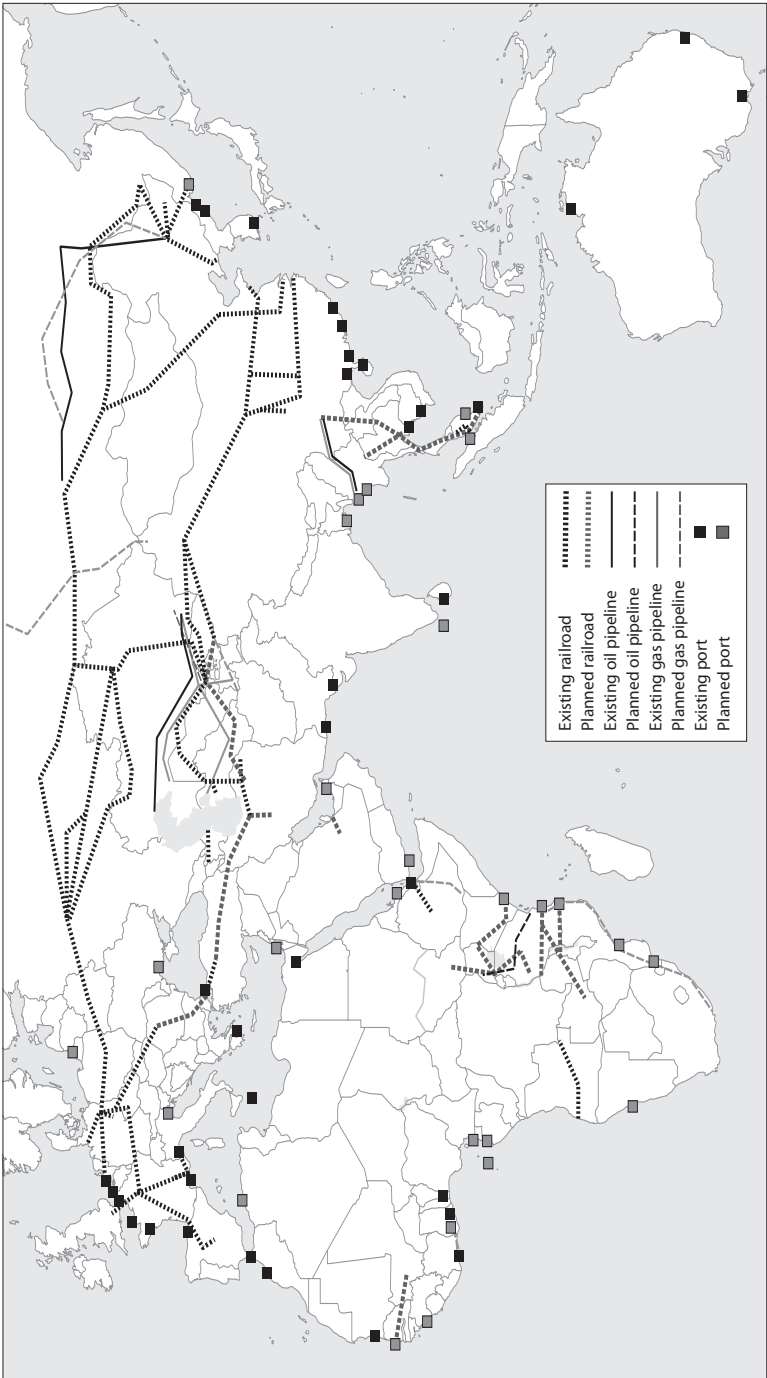 Existing railroad
Planned railroad
Existing oil pipeline
Planned oil pipeline
Existing gas pipeline
Planned gas pipeline
Existing port
Planned port